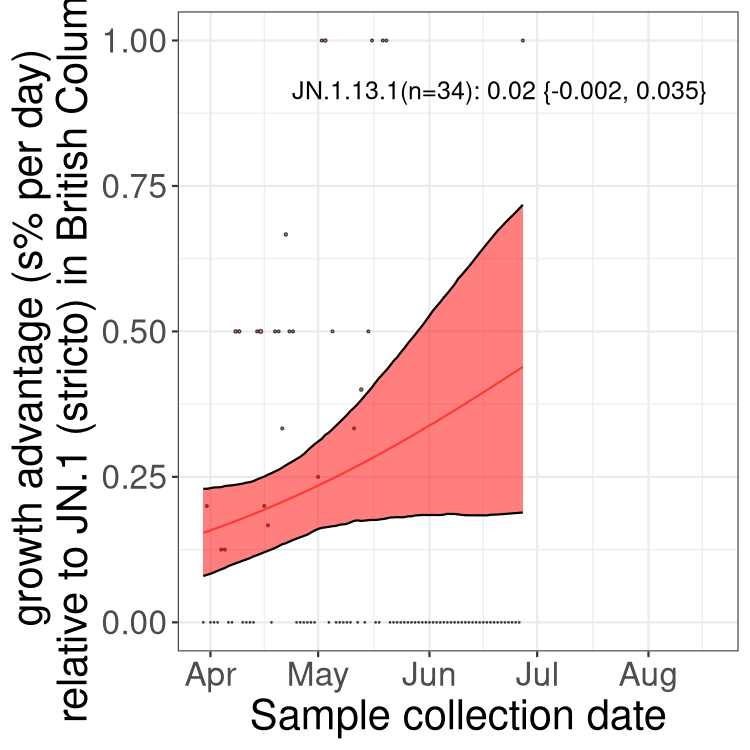 growth advantage (s% per day)
relative to JN.1 (stricto) in British Colum
1.00
0.75
0.50
0.25
0.00
JN.1.13.1(n=34): 0.02 {-0.002, 0.035}
Apr May Jun Jul Aug
Sample collection date